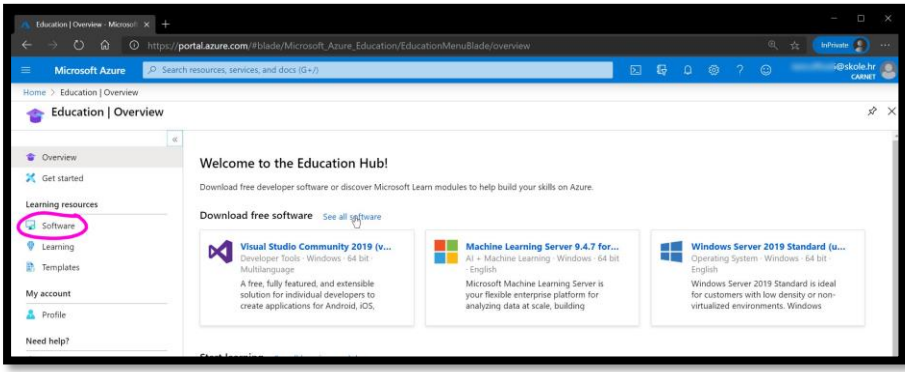 Education | Overview - Microsoft
https://portal.azure.com/#blade/Microsoft_Azure_Education/EducationMenuBlade/overview
InPrivate
Microsoft Azure
Search resources, services, and docs (G+/)
@skole.hr
CARNET
Home > Education | Overview
Education | Overview
Overview
Get started
Learning resources
Software
Learning
Templates
My account
Profile
Need help?
Welcome to the Education Hub!
Download free developer software or discover Microsoft Learn modules to help build your skills on Azure.
Download free software See all software
Visual Studio Community 2019 (v...
Developer Tools · Windows · 64 bit ·
Multilanguage
A free, fully featured, and extensible
solution for individual developers to
create applications for Android, iOS,
Machine Learning Server 9.4.7 for...
AI + Machine Learning · Windows · 64 bit
· English
Microsoft Machine Learning Server is
your flexible enterprise platform for
analyzing data at scale, building
Windows Server 2019 Standard (u...
Operating System · Windows · 64 bit ·
English
Windows Server 2019 Standard is ideal
for customers with low density or non-
virtualized environments. Windows